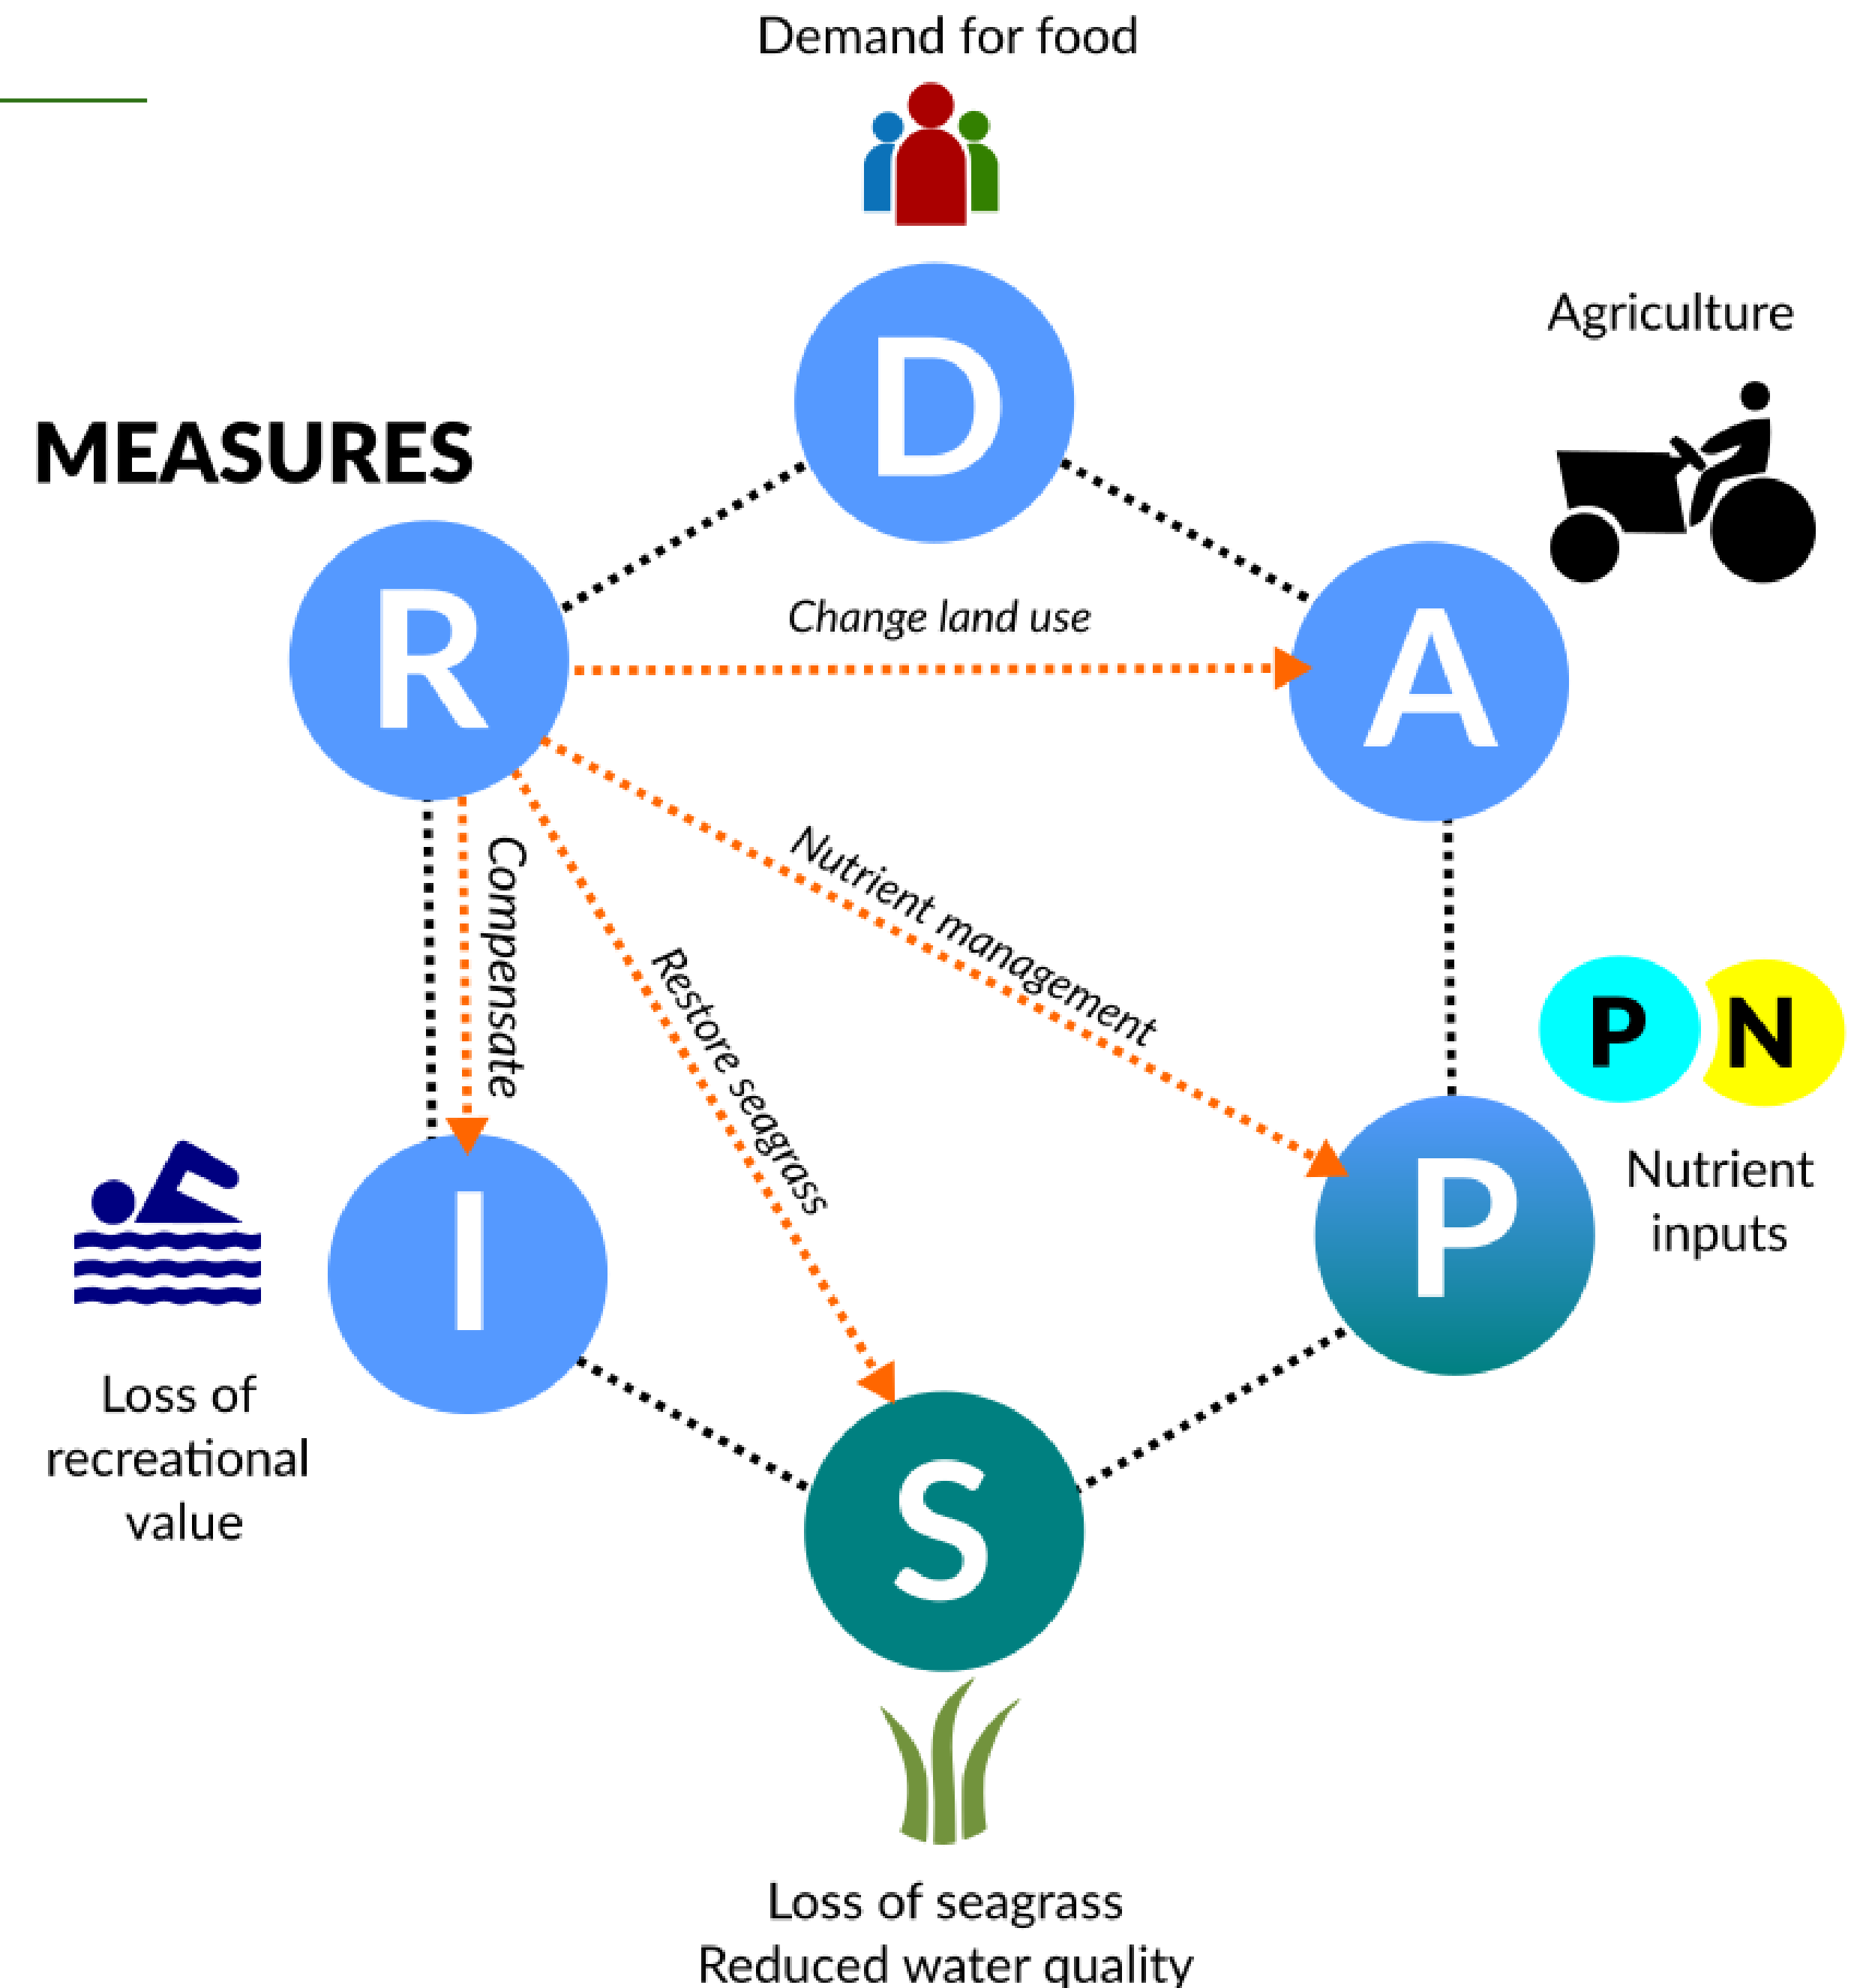 Demand for food
D
Agriculture
MEASURES
R
Change land use
A
Compensate
Restore seagrass
Nutrient management
P N
P
Nutrient
inputs
I
Loss of
recreational
value
S
Loss of seagrass
Reduced water quality